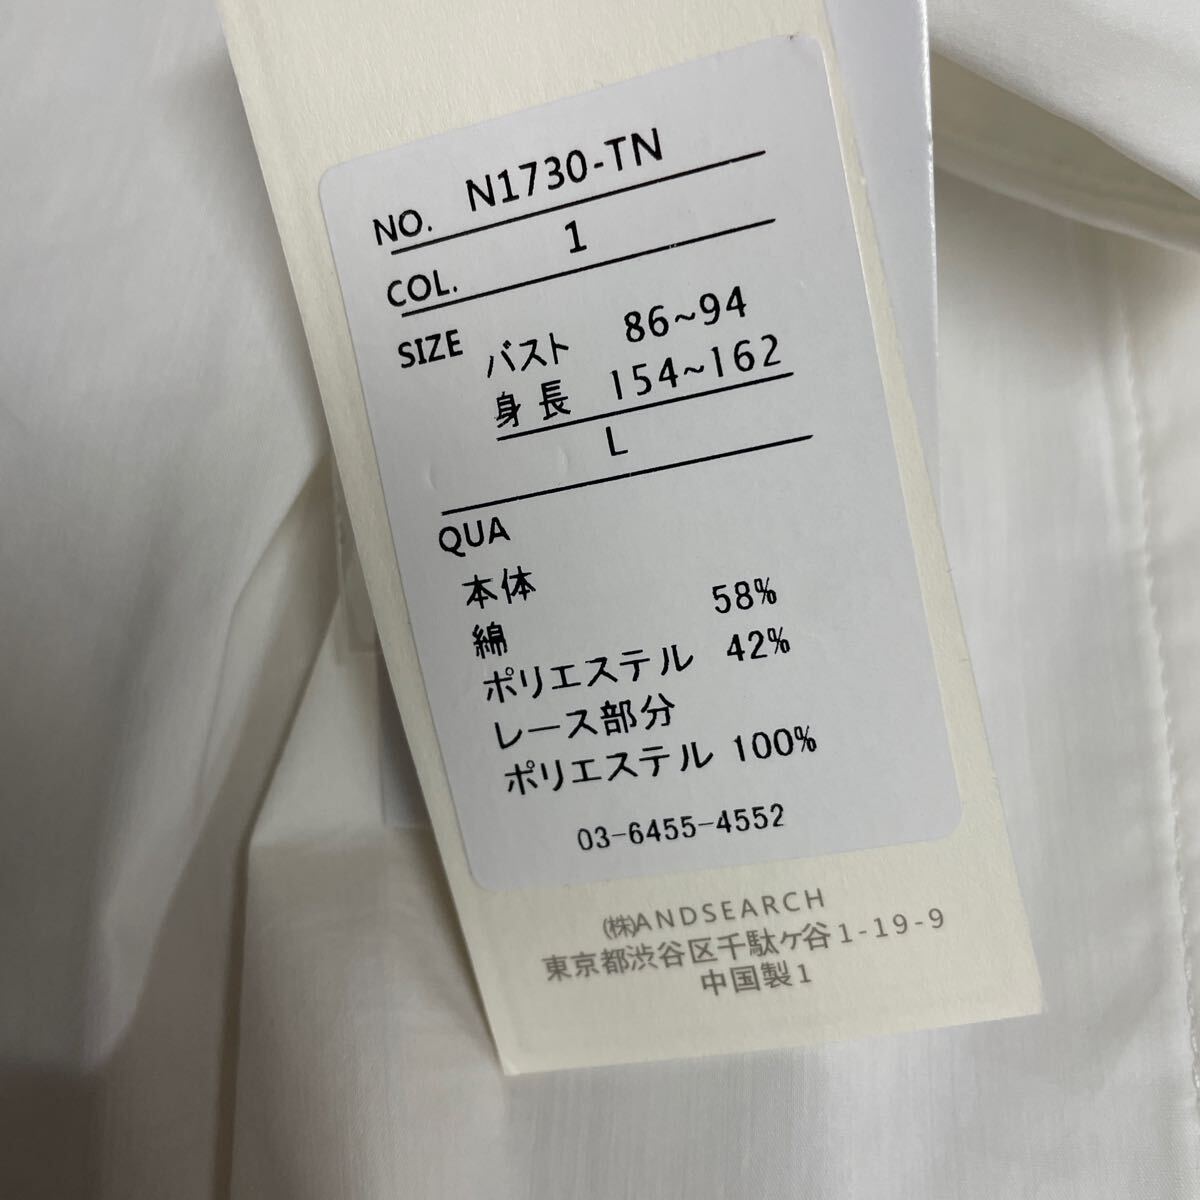 NO. N1730-TN
COL. 1
SIZE バスト 86~94
身長 154~162
L
QUA
本体
綿 58%
ポリエステル 42%
レース部分
ポリエステル 100%
03-6455-4552
㈱ANDSEARCH
東京都渋谷区千駄ヶ谷1-19-9
中国製1